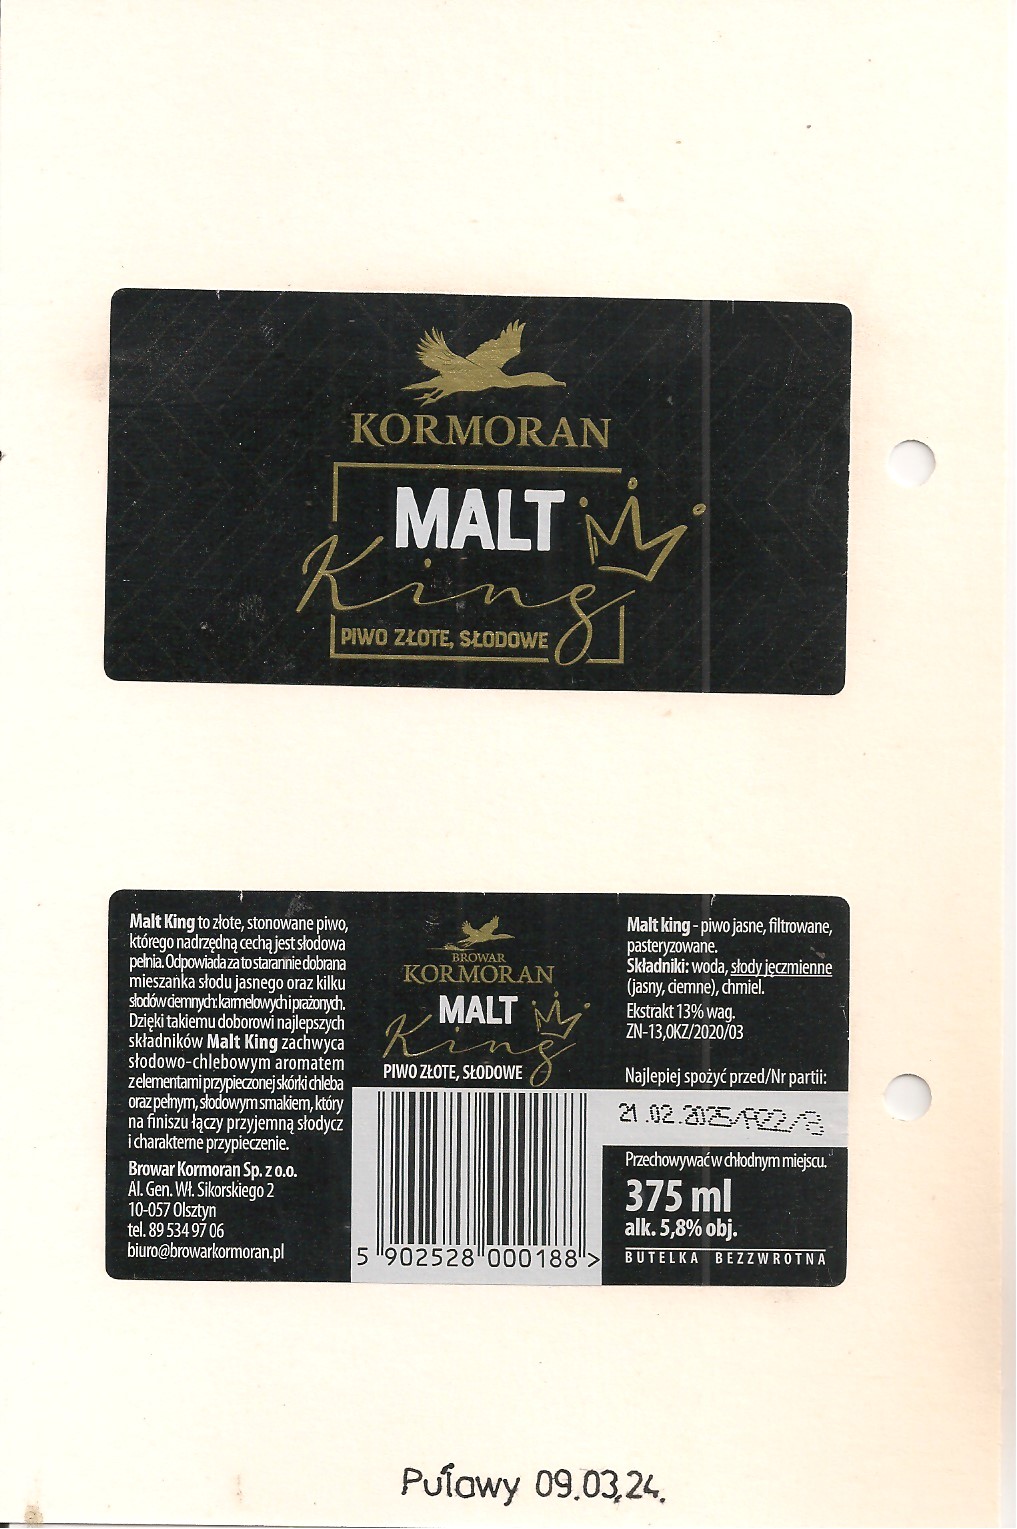 KORMORAN
MALT
King
PIWO ZŁOTE, SŁODOWE
Malt King to złote, stonowane piwo,
którego nadrzędną cechą jest słodowa
pełnia. Odpowiada za to starannie dobrana
mieszanka słodu jasnego oraz kilku
słodów ciemnych: karmelowych i prażonych.
Dzięki takiemu doborowi najlepszych
składników Malt King zachwyca
słodowo-chlebowym aromatem
z elementami przypieczonej skórki chleba
oraz pełnym, słodowym smakiem, który
na finiszu łączy przyjemną słodycz
i charakterne przypieczenie.
Browar Kormoran Sp. z o.o.
Al. Gen. Wł. Sikorskiego 2
10-057 Olsztyn
tel. 89 534 97 06
biuro@browarkormoran.pl
BROWAR
KORMORAN
MALT
King
PIWO ZŁOTE, SŁODOWE
5 902528 000188 >
Malt king - piwo jasne, filtrowane,
pasteryzowane.
Składniki: woda, słody jęczmienne
(jasny, ciemne), chmiel.
Ekstrakt 13% wag.
ZN-13,0KZ/2020/03
Najlepiej spożyć przed/Nr partii:
21.02.2025/A22/8
Przechowywać w chłodnym miejscu.
375 ml
alk. 5,8% obj.
BUTELKA BEZZWROTNA
Puławy 09.03.24.